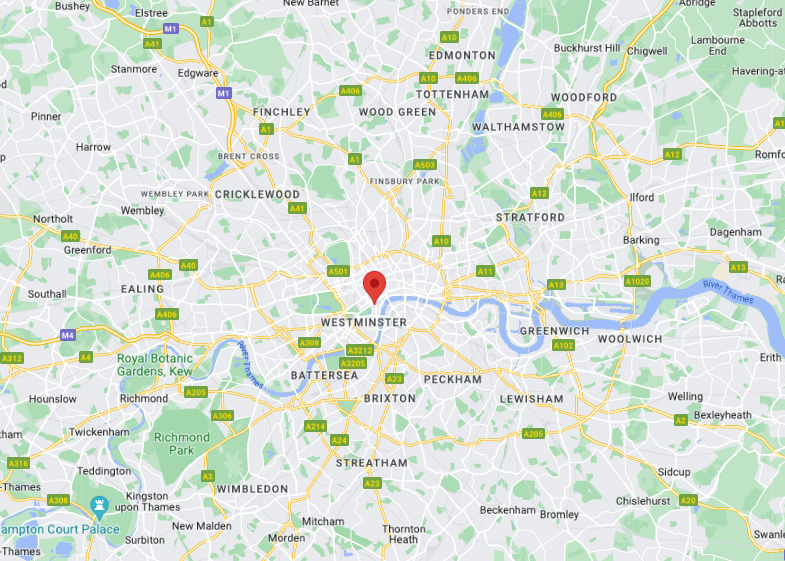 Bushey
Elstree
New Barnet
PONDERS END
Abridge
A1
M1
Stapleford
Abbotts
A41
A10
Lambourne
End
Buckhurst Hill
Chigwell
EDMONTON
Stanmore
Edgware
A10
A406
Havering-at
M1
A406
TOTTENHAM
WOODFORD
Pinner
FINCHLEY
WOOD GREEN
A406
A1
WALTHAMSTOW
Harrow
BRENT CROSS
A1
A503
A12
Romfo
FINSBURY PARK
WEMBLEY PARK
CRICKLEWOOD
A12
Ilford
Wembley
A41
STRATFORD
Northolt
A40
A10
Barking
Dagenham
Greenford
A40
A406
A501
A11
A13
A1020
A13
Southall
EALING
River Thames
A406
WESTMINSTER
GREENWICH
M4
A308
A102
WOOLWICH
A312
A4
A3212
Erith
Royal Botanic
Gardens, Kew
River Thames
A3205
BATTERSEA
A23
PECKHAM
Hounslow
Richmond
A205
BRIXTON
LEWISHAM
Welling
A306
A2
Bexleyheath
Twickenham
Richmond
Park
A214
A24
A205
A316
Teddington
STREATHAM
Sidcup
A3
A23
-Thames
WIMBLEDON
A308
Kingston
upon Thames
Chislehurst
A20
Beckenham
Bromley
ampton Court Palace
New Malden
Mitcham
Thornton
Heath
Swanle
Surbiton
Morden
-Thames